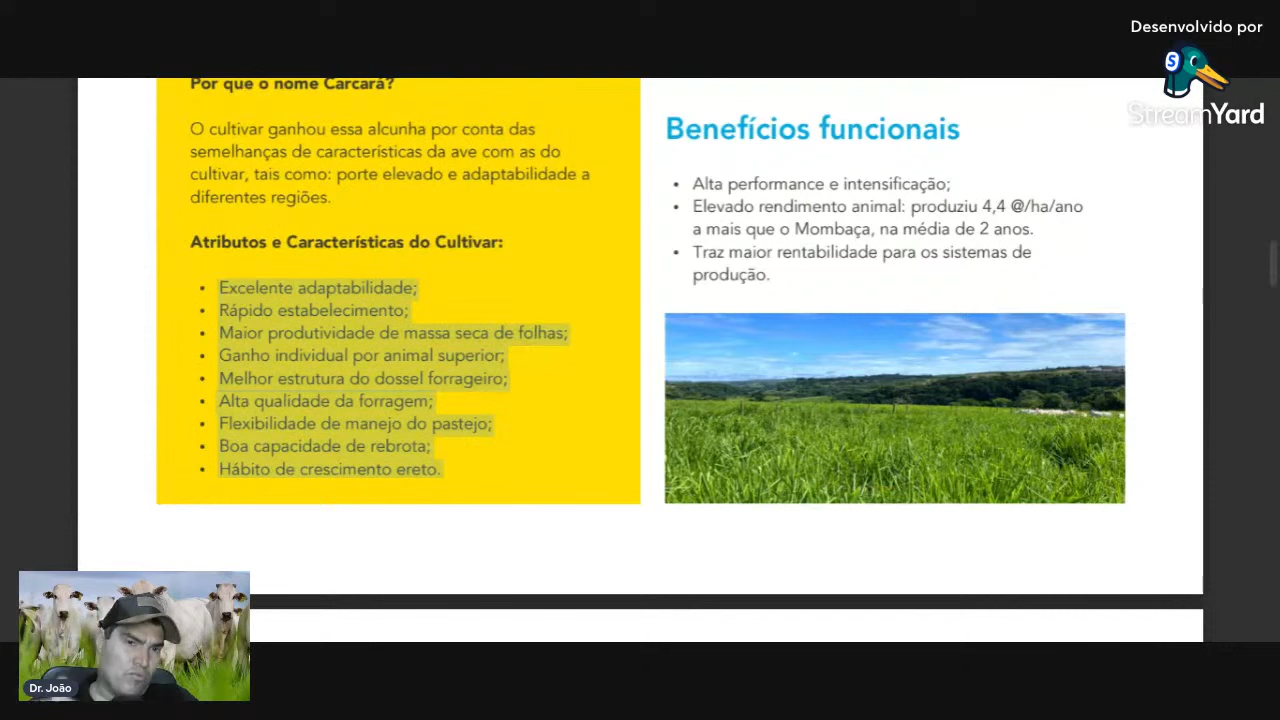 Desenvolvido por
StreamYard
Por que o nome Carcará?
O cultivar ganhou essa alcunha por conta das
semelhanças de características da ave com as do
cultivar, tais como: porte elevado e adaptabilidade a
diferentes regiões.
Atributos e Características do Cultivar:
• Excelente adaptabilidade;
• Rápido estabelecimento;
• Maior produtividade de massa seca de folhas;
• Ganho individual por animal superior;
• Melhor estrutura do dossel forrageiro;
• Alta qualidade da forragem;
• Flexibilidade de manejo do pastejo;
• Boa capacidade de rebrota;
• Hábito de crescimento ereto.
Benefícios funcionais
• Alta performance e intensificação;
• Elevado rendimento animal: produziu 4,4 @/ha/ano
a mais que o Mombaça, na média de 2 anos.
• Traz maior rentabilidade para os sistemas de
produção.
Dr. João